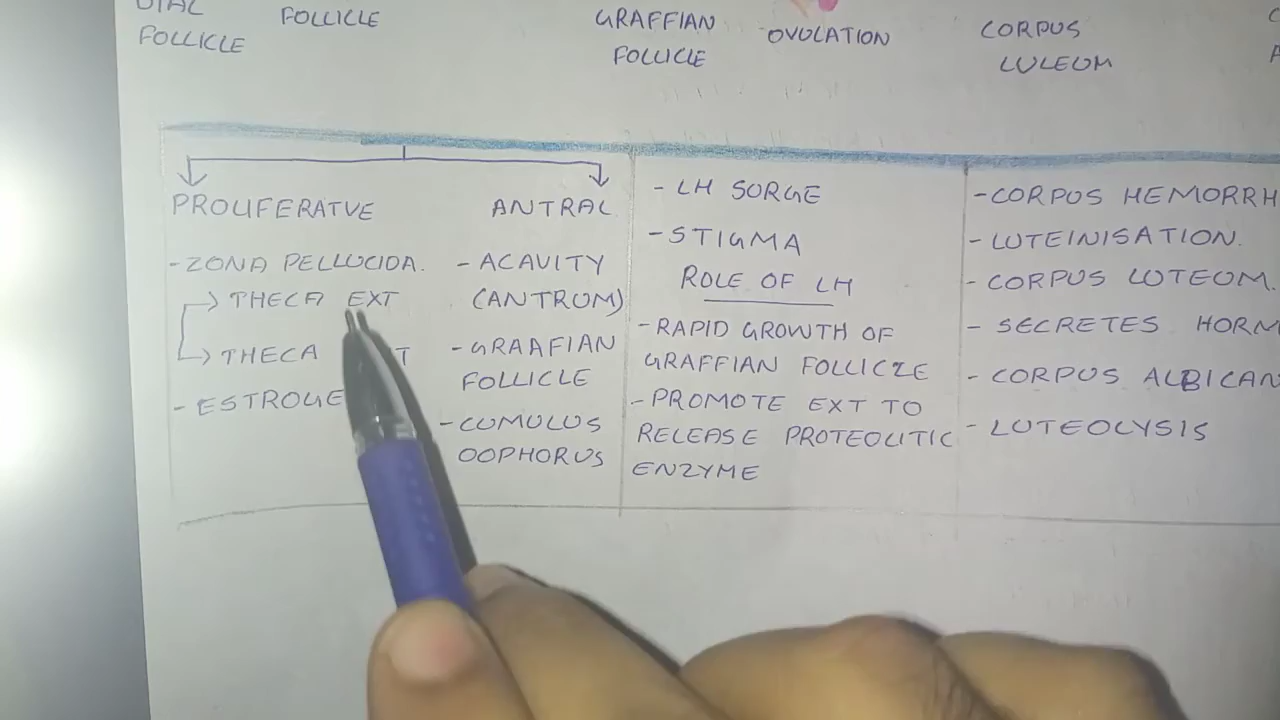 FOLLICLE
FOLLICLE
GRAFFIAN
FOLLICLE
OVULATION
CORPUS
LULEUM
PROLIFERATVE
- ZONA PELLUCIDA.
→ THECA EXT
→ THECA
- ESTROGE
ANTRAL
- ACAVITY
(ANTRUM)
- GRAAFIAN
FOLLICLE
- CUMULUS
OOPHORUS
- LH SURGE
- STIGMA
ROLE OF LH
- RAPID GROWTH OF
GRAFFIAN FOLLICLE
- PROMOTE EXT TO
RELEASE PROTEOLITIC
ENZYME
- CORPUS HEMORRH
- LUTEINISATION.
- CORPUS LUTEUM.
- SECRETES HORM
- CORPUS ALBICAN
- LUTEOLYSIS